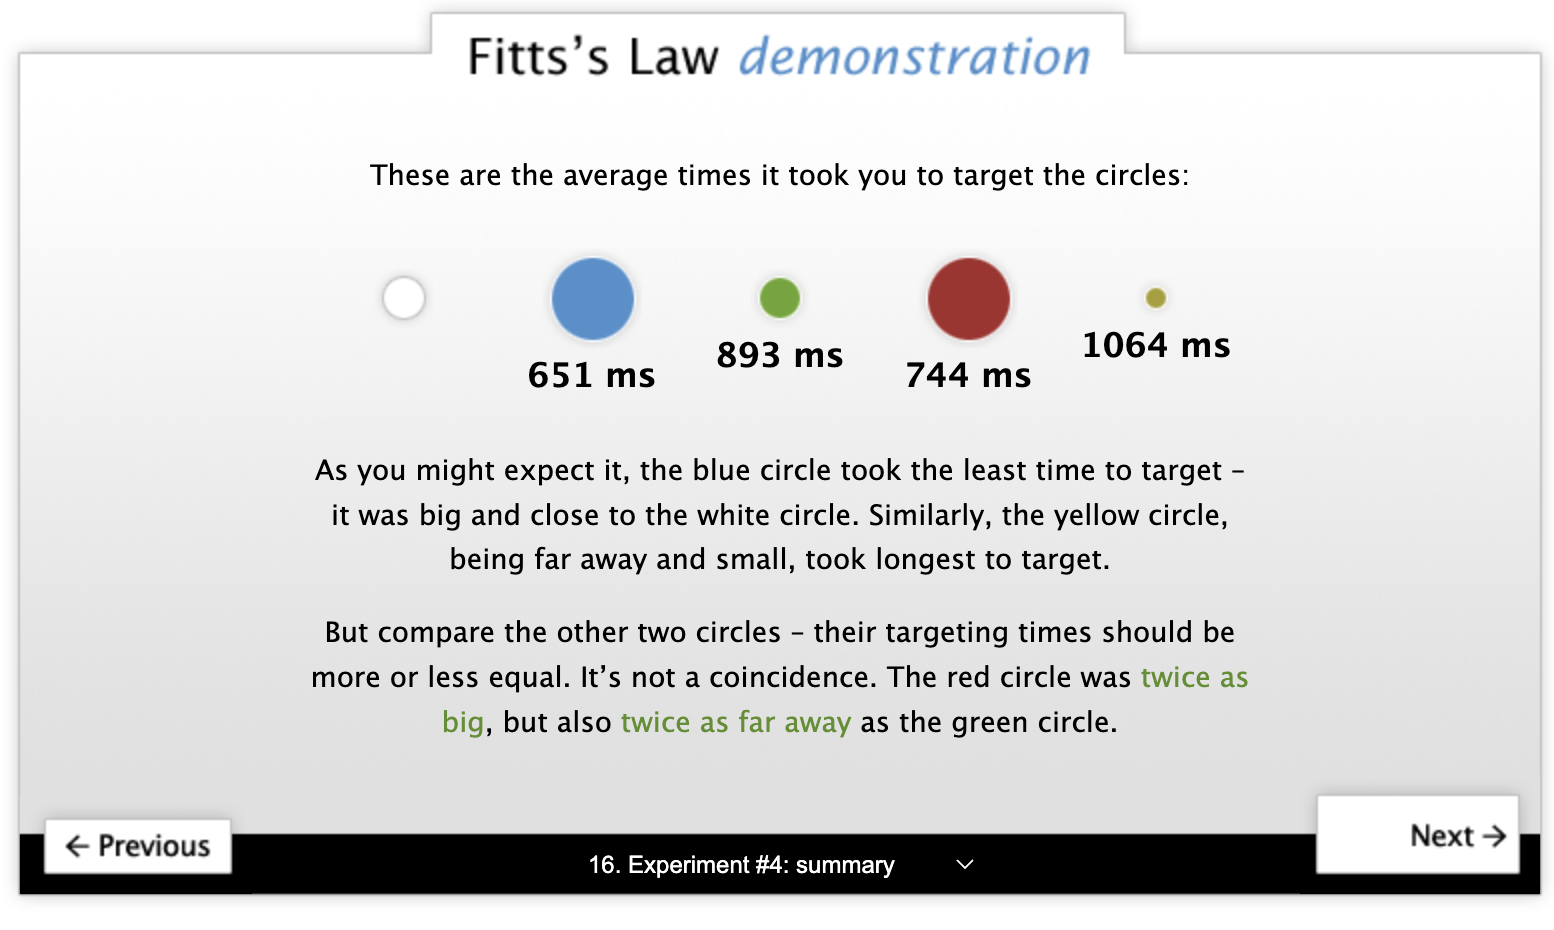 Fitts’s Law demonstration
These are the average times it took you to target the circles:
651 ms
893 ms
744 ms
1064 ms
As you might expect it, the blue circle took the least time to target –
it was big and close to the white circle. Similarly, the yellow circle,
being far away and small, took longest to target.
But compare the other two circles – their targeting times should be
more or less equal. It’s not a coincidence. The red circle was twice as
big, but also twice as far away as the green circle.
← Previous
16. Experiment #4: summary
Next →